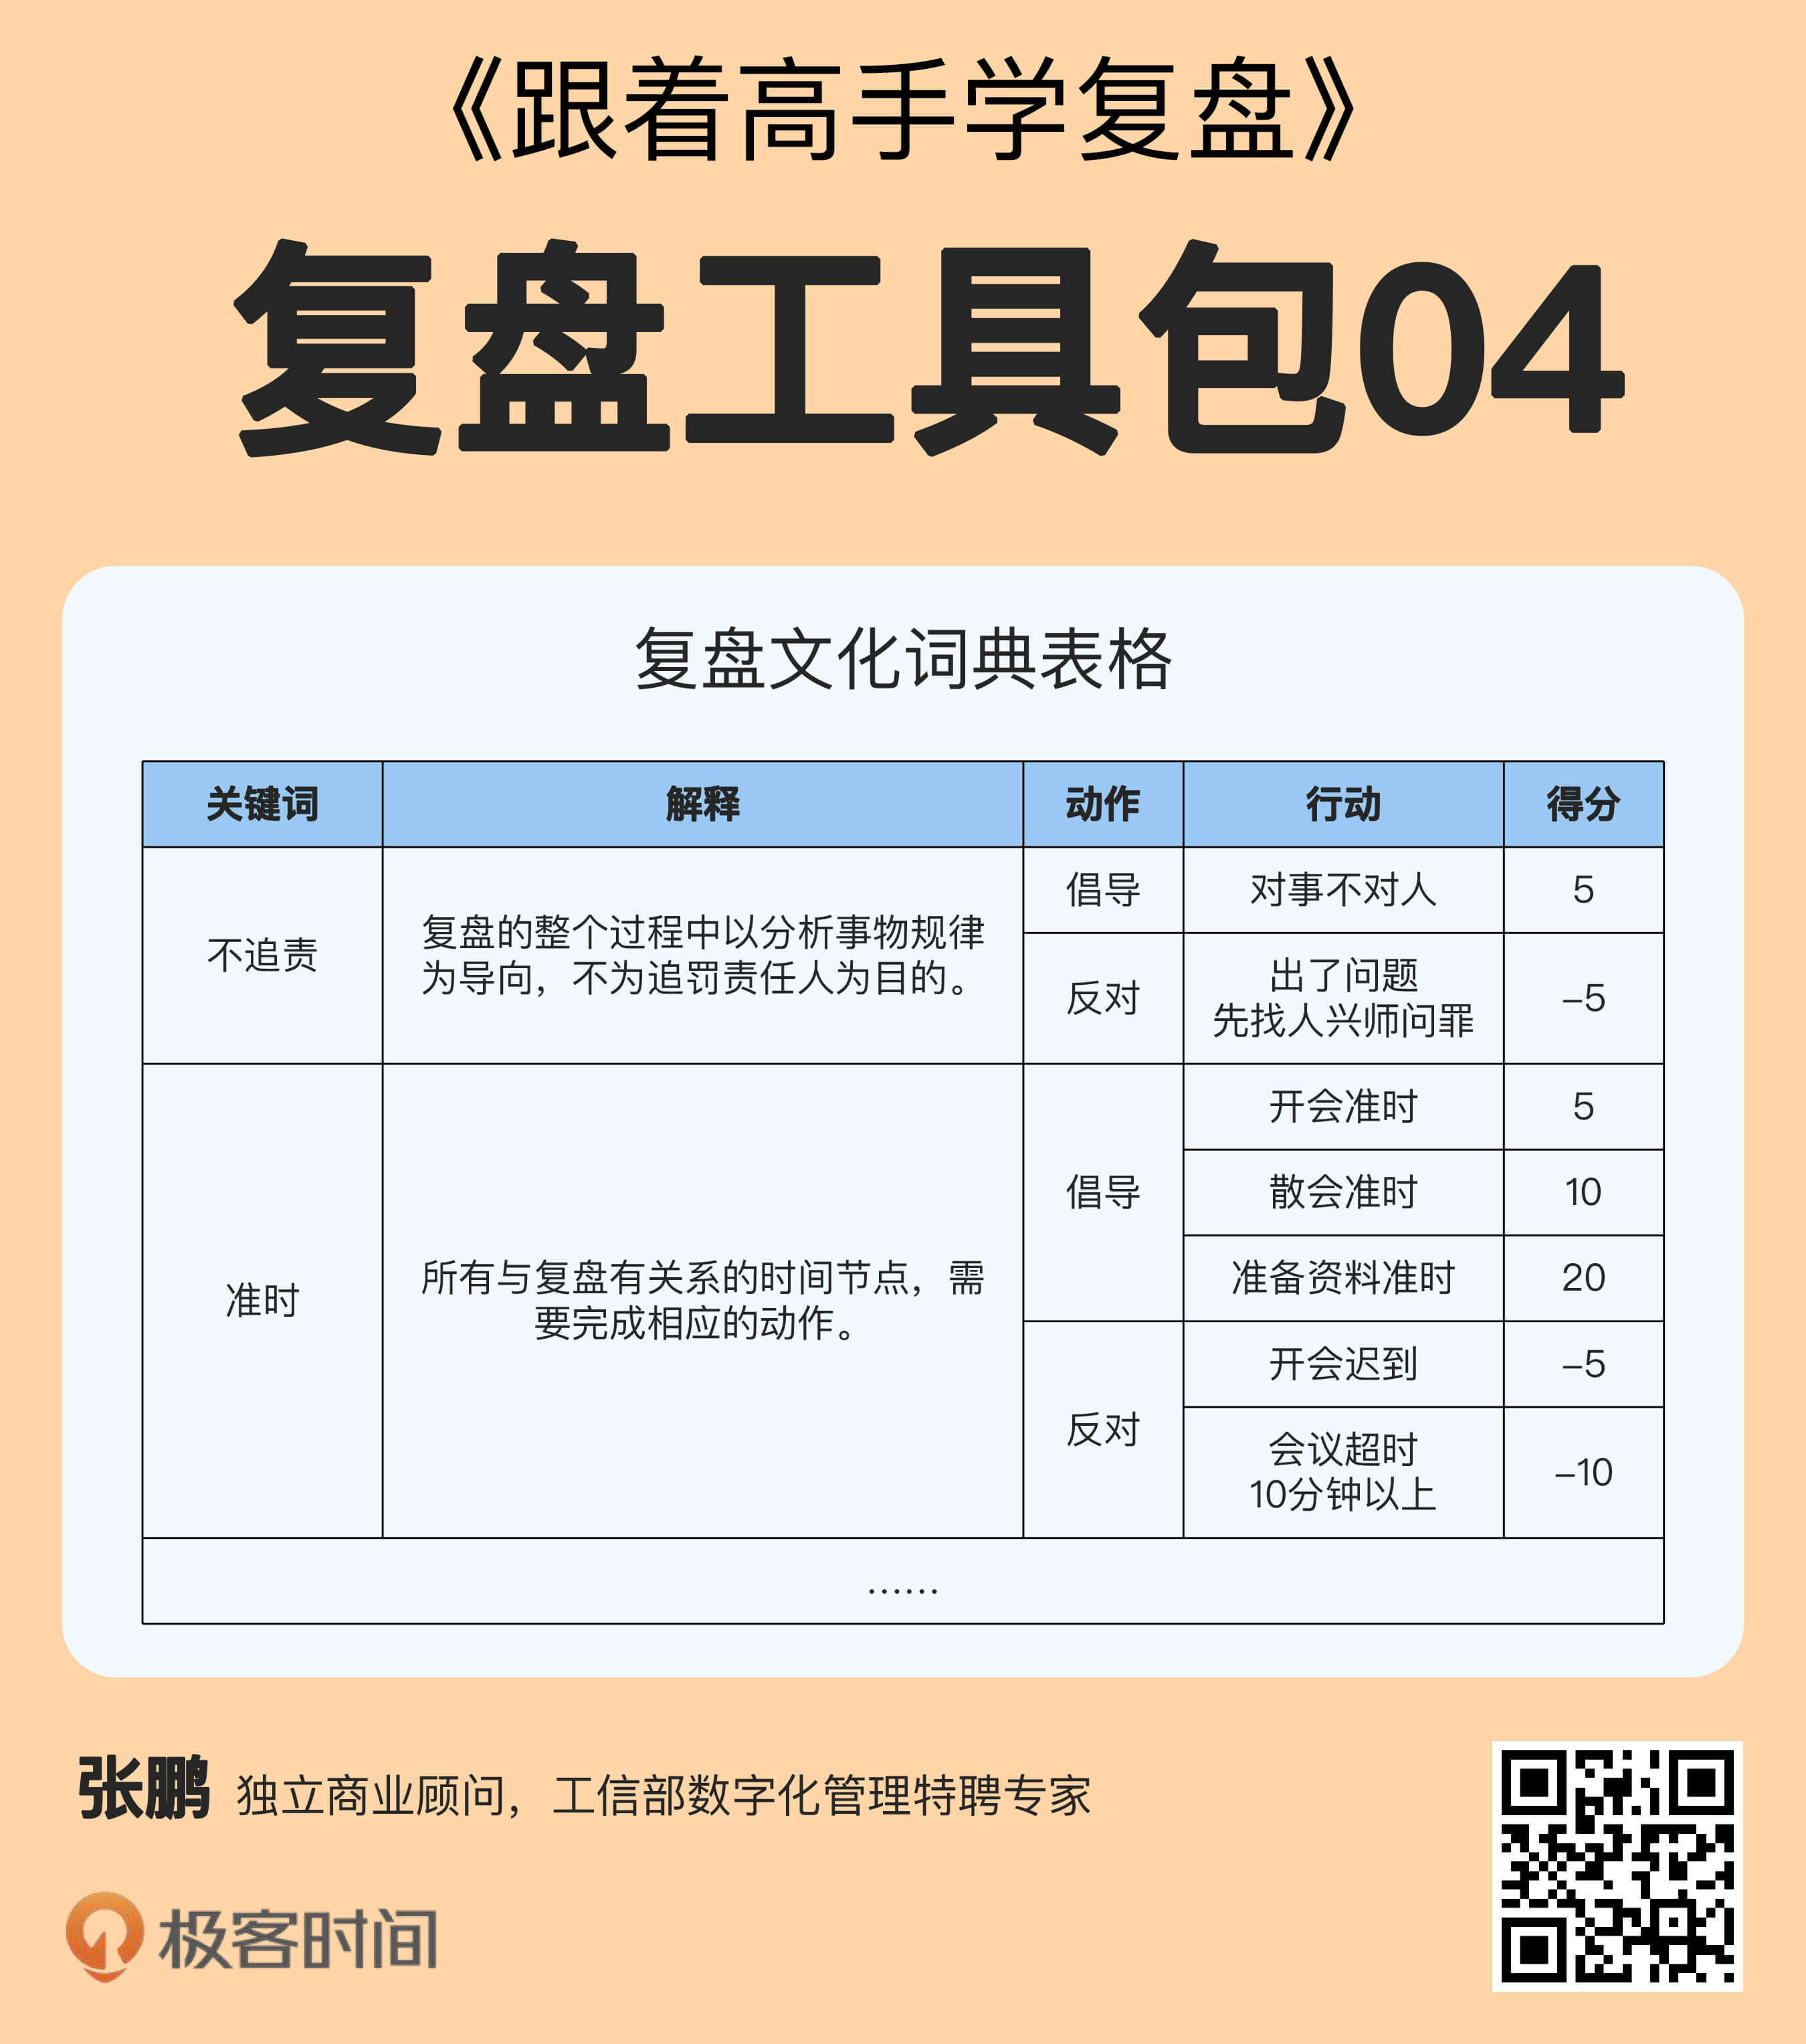 《跟着高手学复盘》
复盘工具包04
复盘文化词典表格
关键词 解释 动作 行动 得分
不追责
复盘的整个过程中以分析事物规律
为导向，不为追罚责任人为目的。
倡导 对事不对人 5
反对
出了问题
先找人兴师问罪
–5
准时
所有与复盘有关系的时间节点，需
要完成相应的动作。
倡导
开会准时 5
散会准时 10
准备资料准时 20
反对
开会迟到 –5
会议超时
10分钟以上
–10
……
张鹏 独立商业顾问，工信部数字化管理特聘专家
极客时间